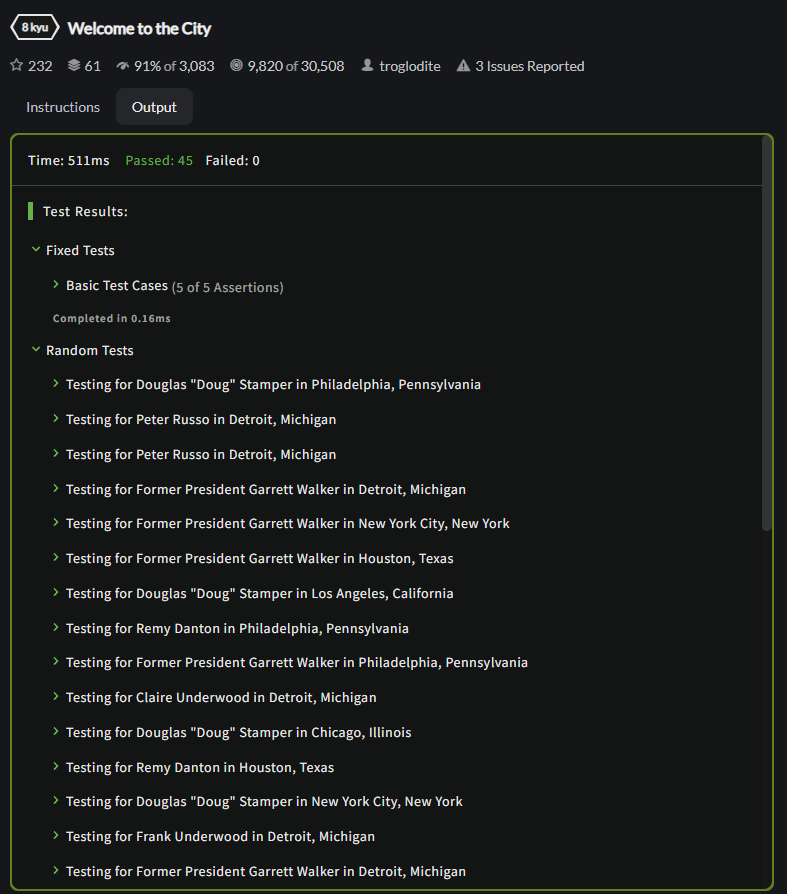 8 kyu Welcome to the City
232 61 91% of 3,083 9,820 of 30,508 troglodite 3 Issues Reported
Instructions Output
Time: 511ms Passed: 45 Failed: 0
Test Results:
Fixed Tests
Basic Test Cases (5 of 5 Assertions)
Completed in 0.16ms
Random Tests
Testing for Douglas "Doug" Stamper in Philadelphia, Pennsylvania
Testing for Peter Russo in Detroit, Michigan
Testing for Peter Russo in Detroit, Michigan
Testing for Former President Garrett Walker in Detroit, Michigan
Testing for Former President Garrett Walker in New York City, New York
Testing for Former President Garrett Walker in Houston, Texas
Testing for Douglas "Doug" Stamper in Los Angeles, California
Testing for Remy Danton in Philadelphia, Pennsylvania
Testing for Former President Garrett Walker in Philadelphia, Pennsylvania
Testing for Claire Underwood in Detroit, Michigan
Testing for Douglas "Doug" Stamper in Chicago, Illinois
Testing for Remy Danton in Houston, Texas
Testing for Douglas "Doug" Stamper in New York City, New York
Testing for Frank Underwood in Detroit, Michigan
Testing for Former President Garrett Walker in Detroit, Michigan